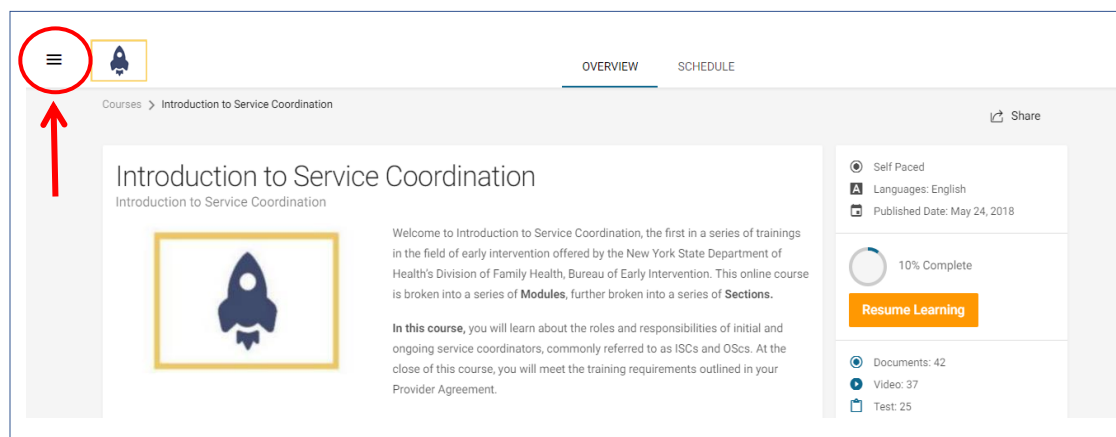 OVERVIEW SCHEDULE
Courses > Introduction to Service Coordination
Share
Introduction to Service Coordination
Introduction to Service Coordination
Welcome to Introduction to Service Coordination, the first in a series of trainings
in the field of early intervention offered by the New York State Department of
Health's Division of Family Health, Bureau of Early Intervention. This online course
is broken into a series of Modules, further broken into a series of Sections.
In this course, you will learn about the roles and responsibilities of initial and
ongoing service coordinators, commonly referred to as ISCs and OScs. At the
close of this course, you will meet the training requirements outlined in your
Provider Agreement.
Self Paced
A Languages: English
Published Date: May 24, 2018
10% Complete
Resume Learning
Documents: 42
Video: 37
Test: 25